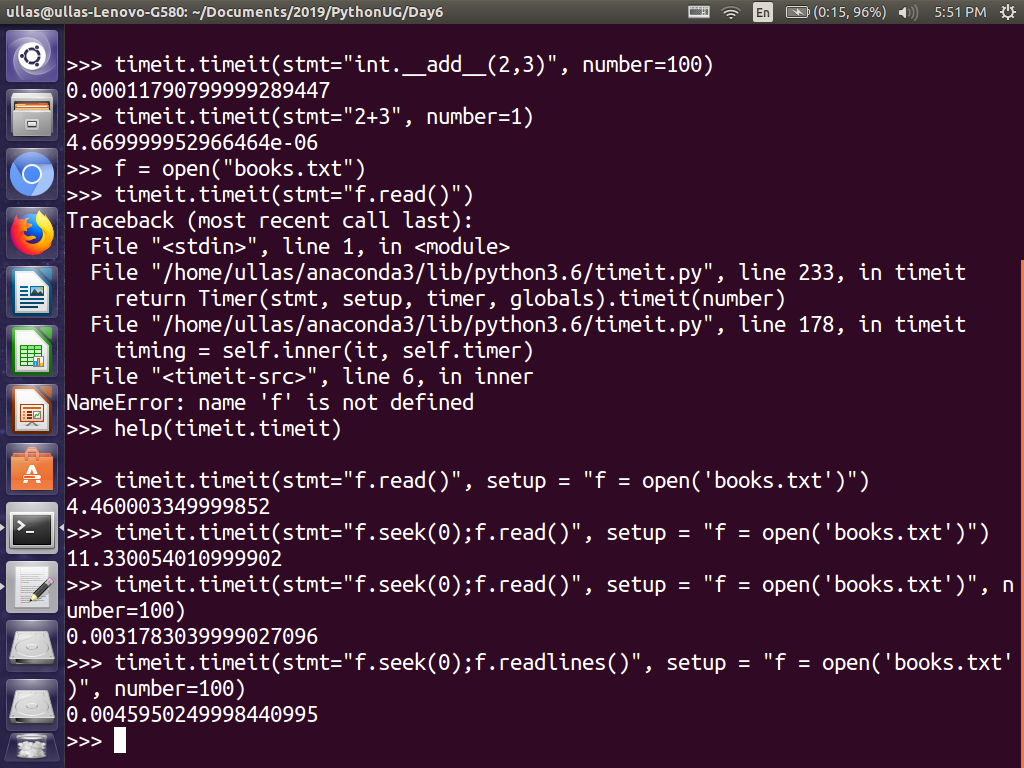 ullas@ullas-Lenovo-G580: ~/Documents/2019/PythonUG/Day6 En (0:15, 96%) 5:51 PM
>>> timeit.timeit(stmt="int.__add__(2,3)", number=100)
0.00011790799999289447
>>> timeit.timeit(stmt="2+3", number=1)
4.669999952966464e-06
>>> f = open("books.txt")
>>> timeit.timeit(stmt="f.read()")
Traceback (most recent call last):
  File "<stdin>", line 1, in <module>
  File "/home/ullas/anaconda3/lib/python3.6/timeit.py", line 233, in timeit
    return Timer(stmt, setup, timer, globals).timeit(number)
  File "/home/ullas/anaconda3/lib/python3.6/timeit.py", line 178, in timeit
    timing = self.inner(it, self.timer)
  File "<timeit-src>", line 6, in inner
NameError: name 'f' is not defined
>>> help(timeit.timeit)
>>> timeit.timeit(stmt="f.read()", setup = "f = open('books.txt')")
4.460003349999852
>>> timeit.timeit(stmt="f.seek(0);f.read()", setup = "f = open('books.txt')")
11.330054010999902
>>> timeit.timeit(stmt="f.seek(0);f.read()", setup = "f = open('books.txt')", n
umber=100)
0.0031783039999027096
>>> timeit.timeit(stmt="f.seek(0);f.readlines()", setup = "f = open('books.txt'
)", number=100)
0.0045950249998440995
>>>